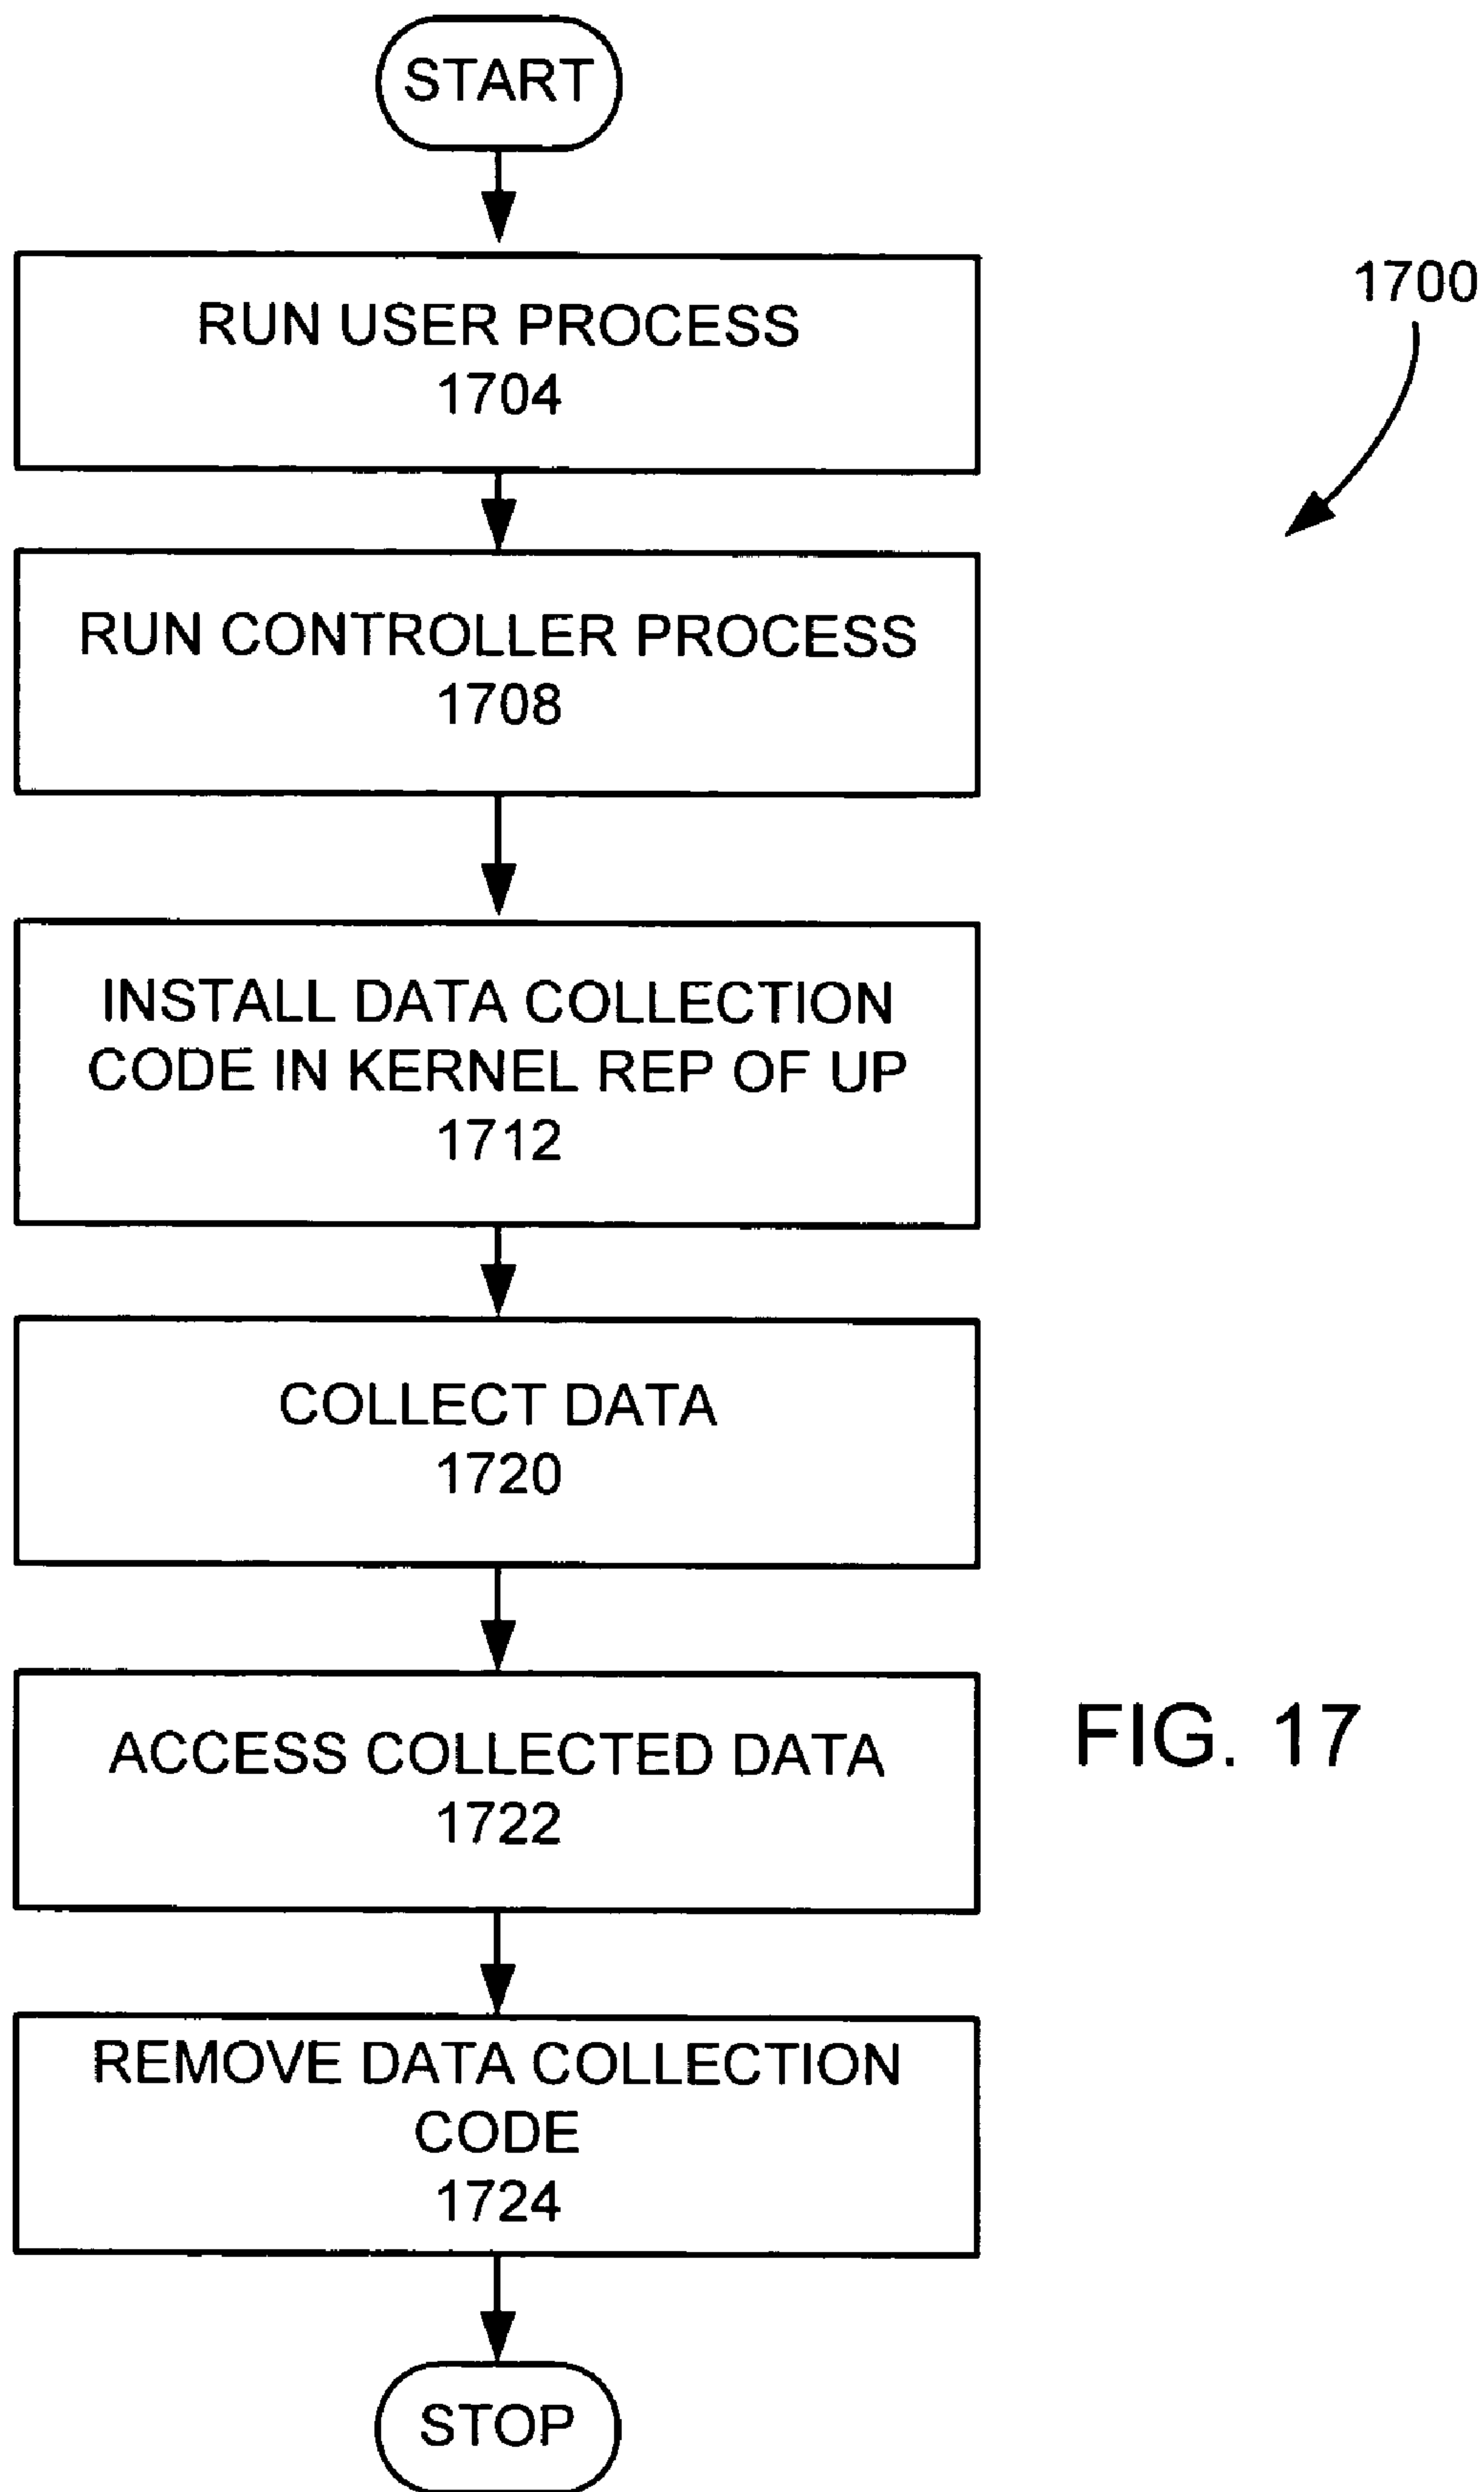 START
RUN USER PROCESS
1704
1700
RUN CONTROLLER PROCESS
1708
INSTALL DATA COLLECTION
CODE IN KERNEL REP OF UP
1712
COLLECT DATA
1720
ACCESS COLLECTED DATA
1722
FIG. 17
REMOVE DATA COLLECTION
CODE
1724
STOP